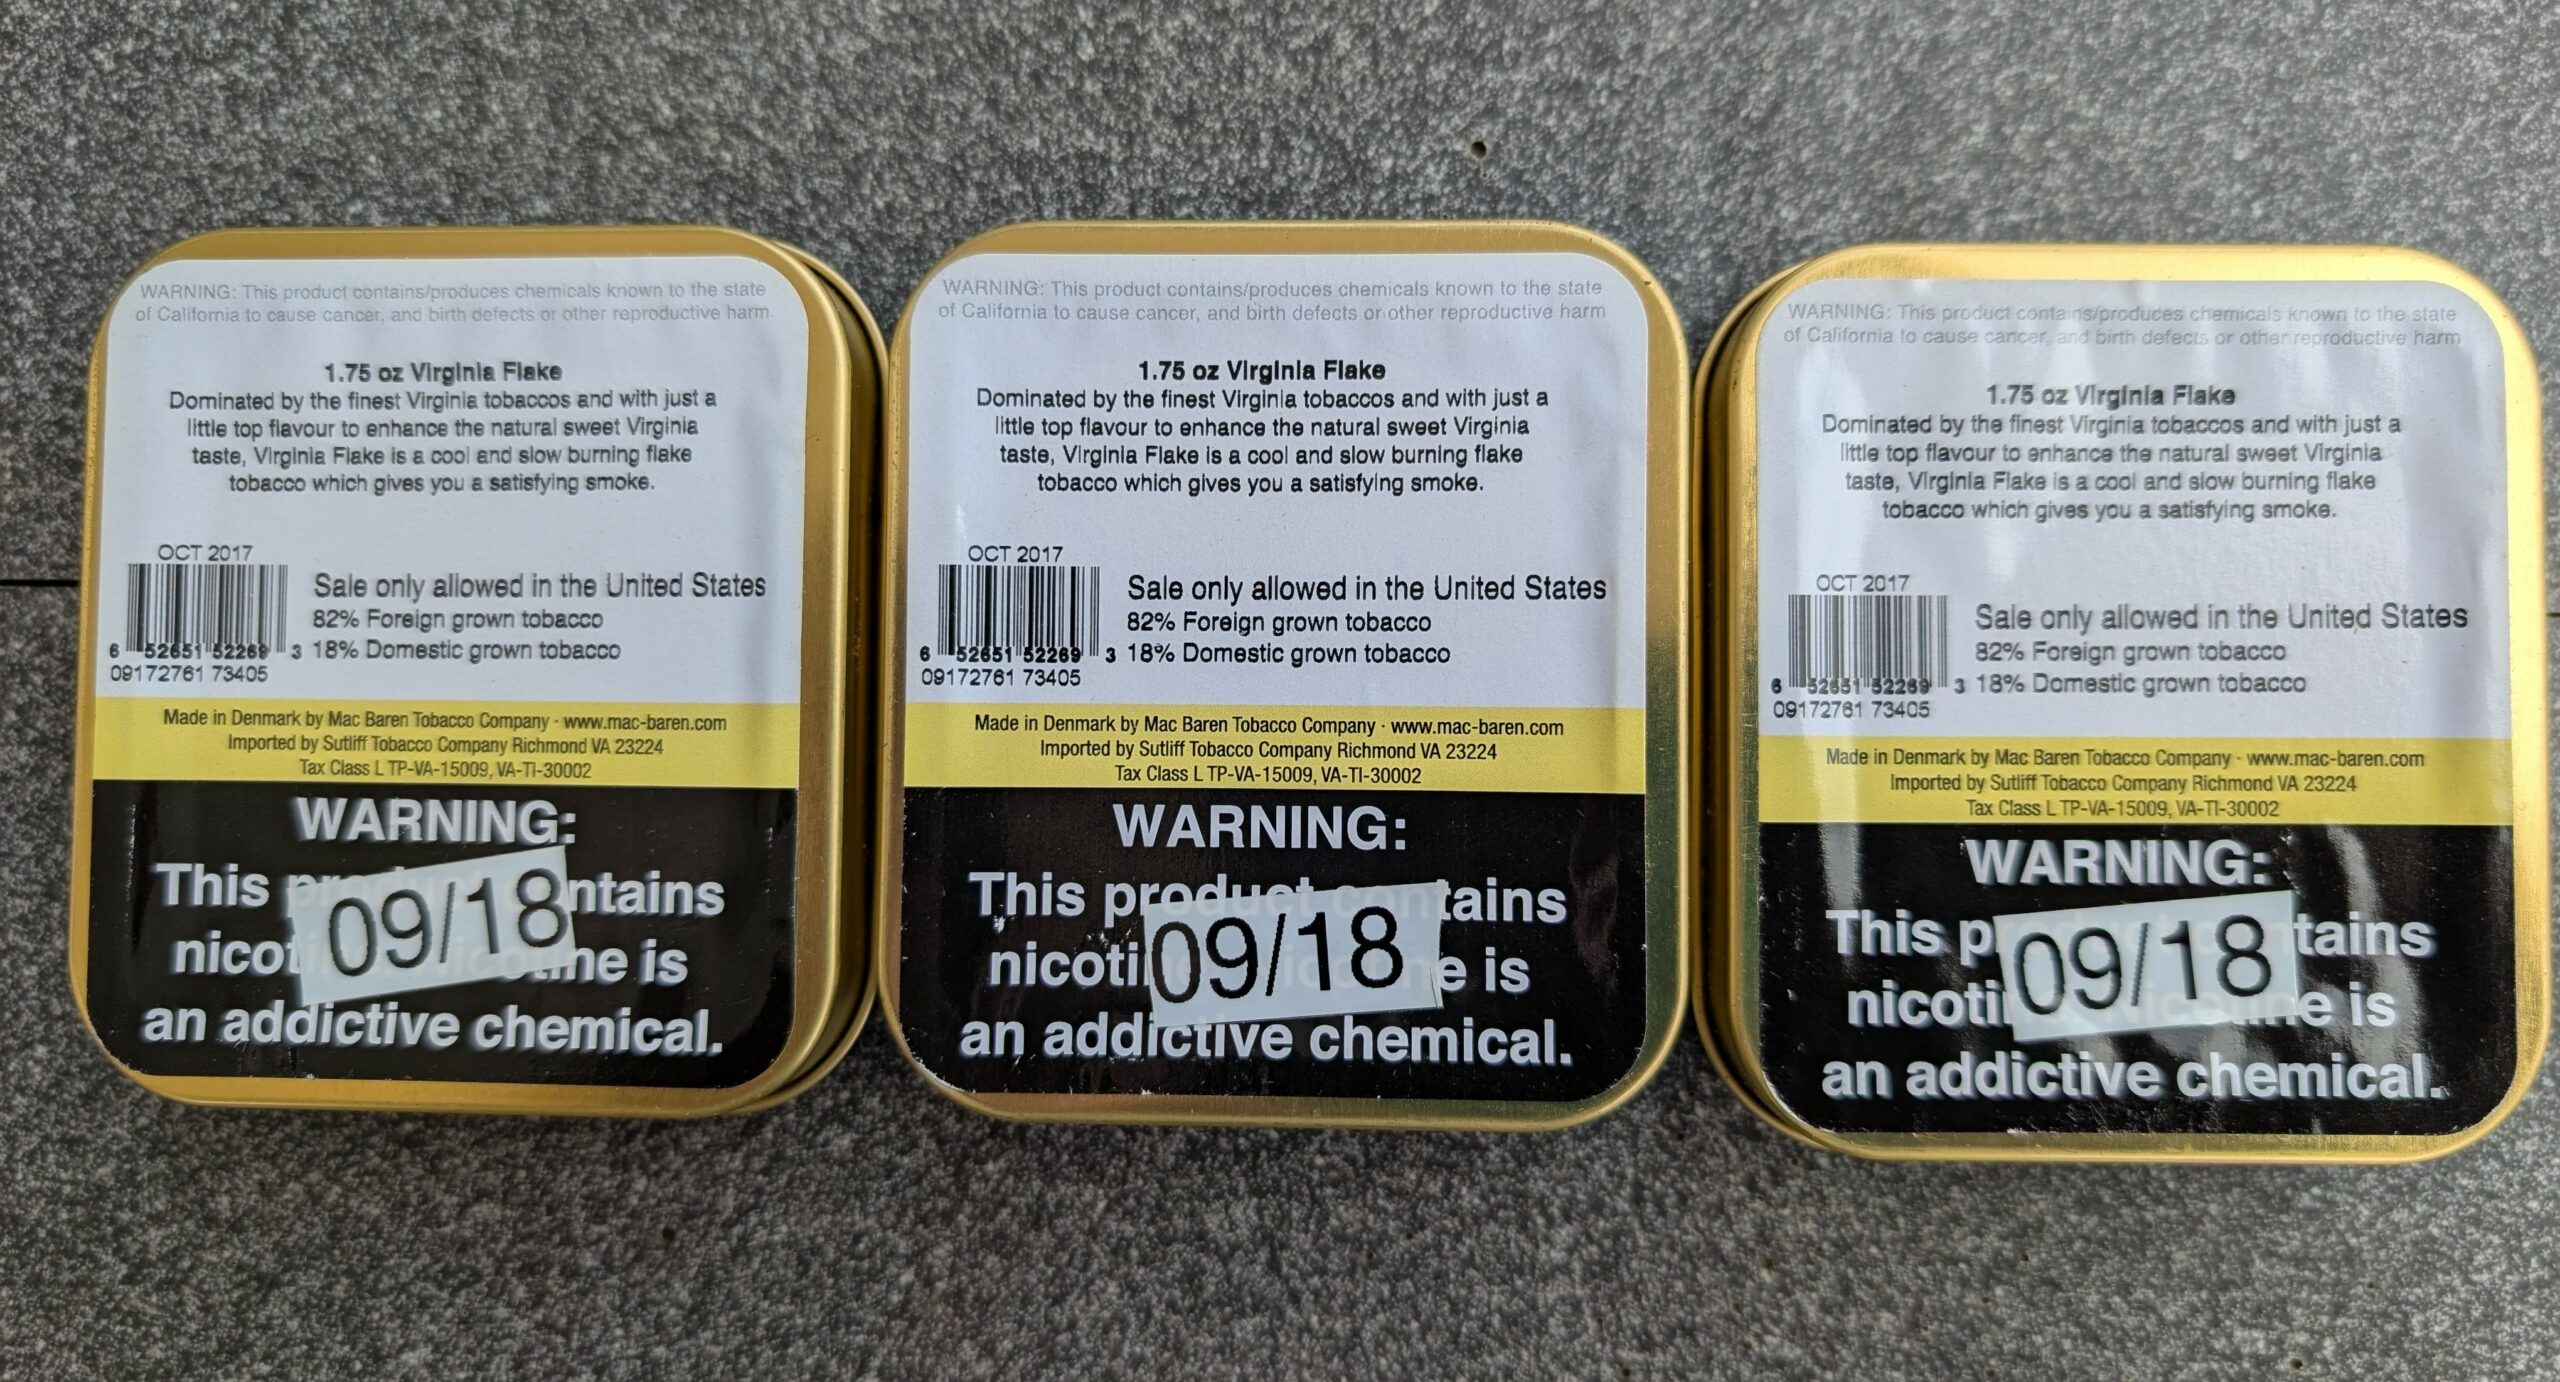 WARNING: This product contains/produces chemicals known to the state
of California to cause cancer, and birth defects or other reproductive harm.
1.75 oz Virginia Flake
Dominated by the finest Virginia tobaccos and with just a
little top flavour to enhance the natural sweet Virginia
taste, Virginia Flake is a cool and slow burning flake
tobacco which gives you a satisfying smoke.
OCT 2017
Sale only allowed in the United States
82% Foreign grown tobacco
6 52651 52269 3 18% Domestic grown tobacco
09172761 73405
Made in Denmark by Mac Baren Tobacco Company · www.mac-baren.com
Imported by Sutliff Tobacco Company Richmond VA 23224
Tax Class L TP-VA-15009, VA-TI-30002
WARNING:
This product contains
09/18
nicotine. Nicotine is
an addictive chemical.
WARNING: This product contains/produces chemicals known to the state
of California to cause cancer, and birth defects or other reproductive harm
1.75 oz Virginia Flake
Dominated by the finest Virginia tobaccos and with just a
little top flavour to enhance the natural sweet Virginia
taste, Virginia Flake is a cool and slow burning flake
tobacco which gives you a satisfying smoke.
OCT 2017
Sale only allowed in the United States
82% Foreign grown tobacco
6 52651 52269 3 18% Domestic grown tobacco
09172761 73405
Made in Denmark by Mac Baren Tobacco Company · www.mac-baren.com
Imported by Sutliff Tobacco Company Richmond VA 23224
Tax Class L TP-VA-15009, VA-TI-30002
WARNING:
This product contains
09/18
nicotine. Nicotine is
an addictive chemical.
WARNING: This product contains/produces chemicals known to the state
of California to cause cancer, and birth defects or other reproductive harm
1.75 oz Virginia Flake
Dominated by the finest Virginia tobaccos and with just a
little top flavour to enhance the natural sweet Virginia
taste, Virginia Flake is a cool and slow burning flake
tobacco which gives you a satisfying smoke.
OCT 2017
Sale only allowed in the United States
82% Foreign grown tobacco
6 52651 52269 3 18% Domestic grown tobacco
09172761 73405
Made in Denmark by Mac Baren Tobacco Company · www.mac-baren.com
Imported by Sutliff Tobacco Company Richmond VA 23224
Tax Class L TP-VA-15009, VA-TI-30002
WARNING:
This product contains
09/18
nicotine. Nicotine is
an addictive chemical.